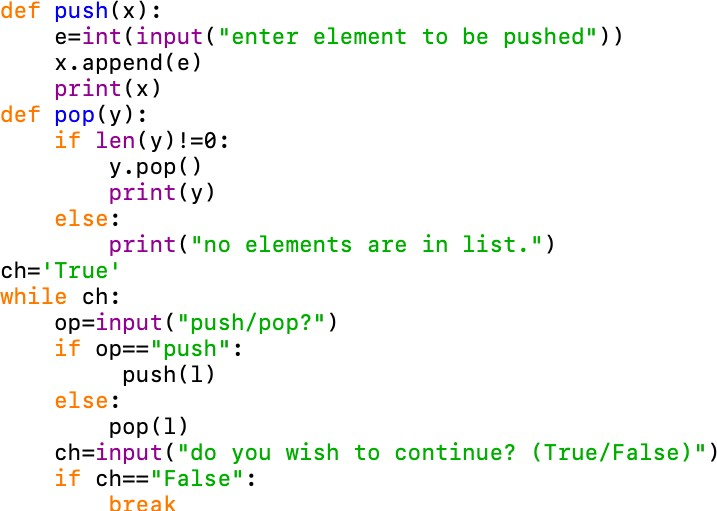 def push(x):
    e=int(input("enter element to be pushed"))
    x.append(e)
    print(x)
def pop(y):
    if len(y)!=0:
        y.pop()
        print(y)
    else:
        print("no elements are in list.")
ch='True'
while ch:
    op=input("push/pop?")
    if op=="push":
         push(l)
    else:
        pop(l)
    ch=input("do you wish to continue? (True/False)")
    if ch=="False":
        break